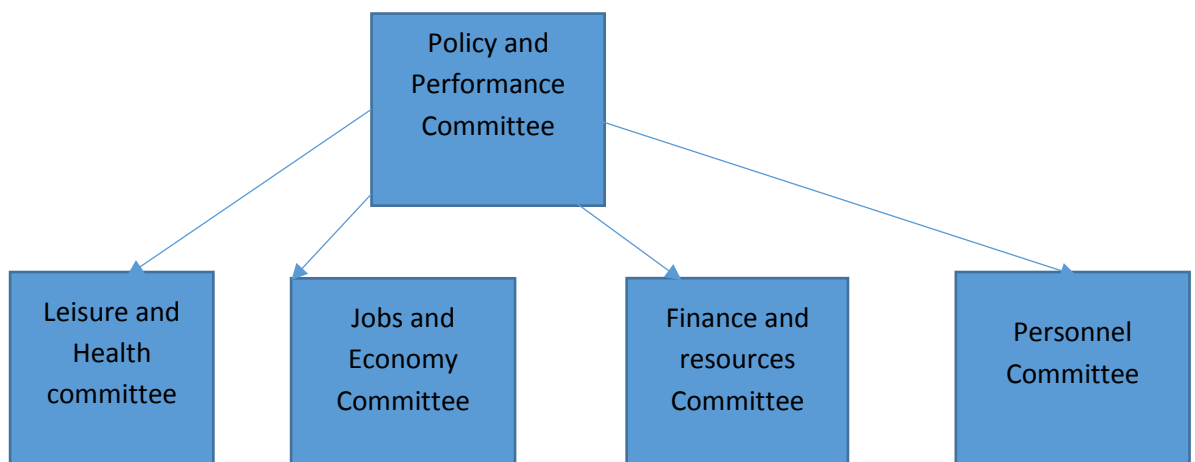 Policy and
Performance
Committee
Leisure and
Health
committee
Jobs and
Economy
Committee
Finance and
resources
Committee
Personnel
Committee